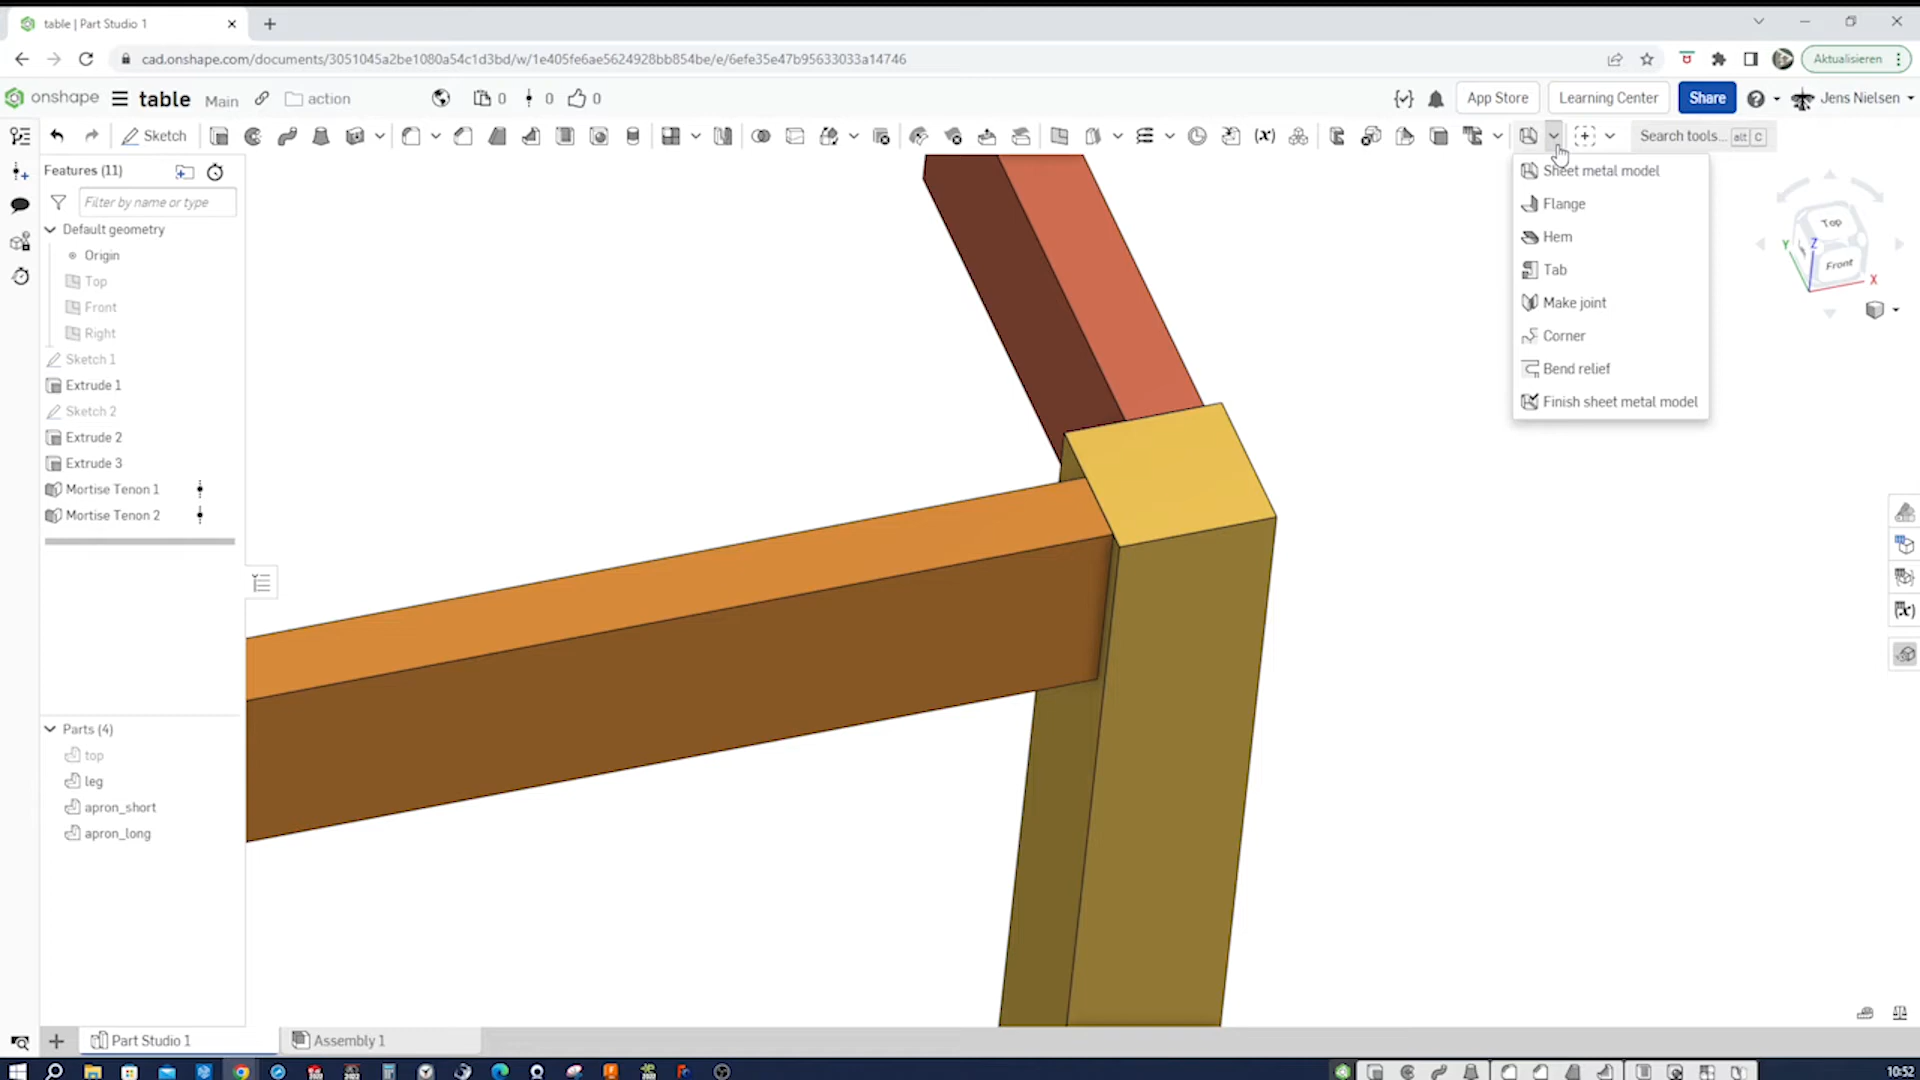 table | Part Studio 1
cad.onshape.com/documents/3051045a2be1080a54c1d3bd/w/1e405fe6ae5624928bb854be/e/6efe35e47b95633033a14746
Aktualisieren
onshape
table Main
action
0
0
0
App Store
Learning Center
Share
Jens Nielsen
Sketch
Search tools... alt C
Features (11)
Filter by name or type
Default geometry
Origin
Top
Front
Right
Sketch 1
Extrude 1
Sketch 2
Extrude 2
Extrude 3
Mortise Tenon 1
Mortise Tenon 2
Parts (4)
top
leg
apron_short
apron_long
Sheet metal model
Flange
Hem
Tab
Make joint
Corner
Bend relief
Finish sheet metal model
Top
Y
Z
Front
X
(x)
(x)
Part Studio 1
Assembly 1
10:52